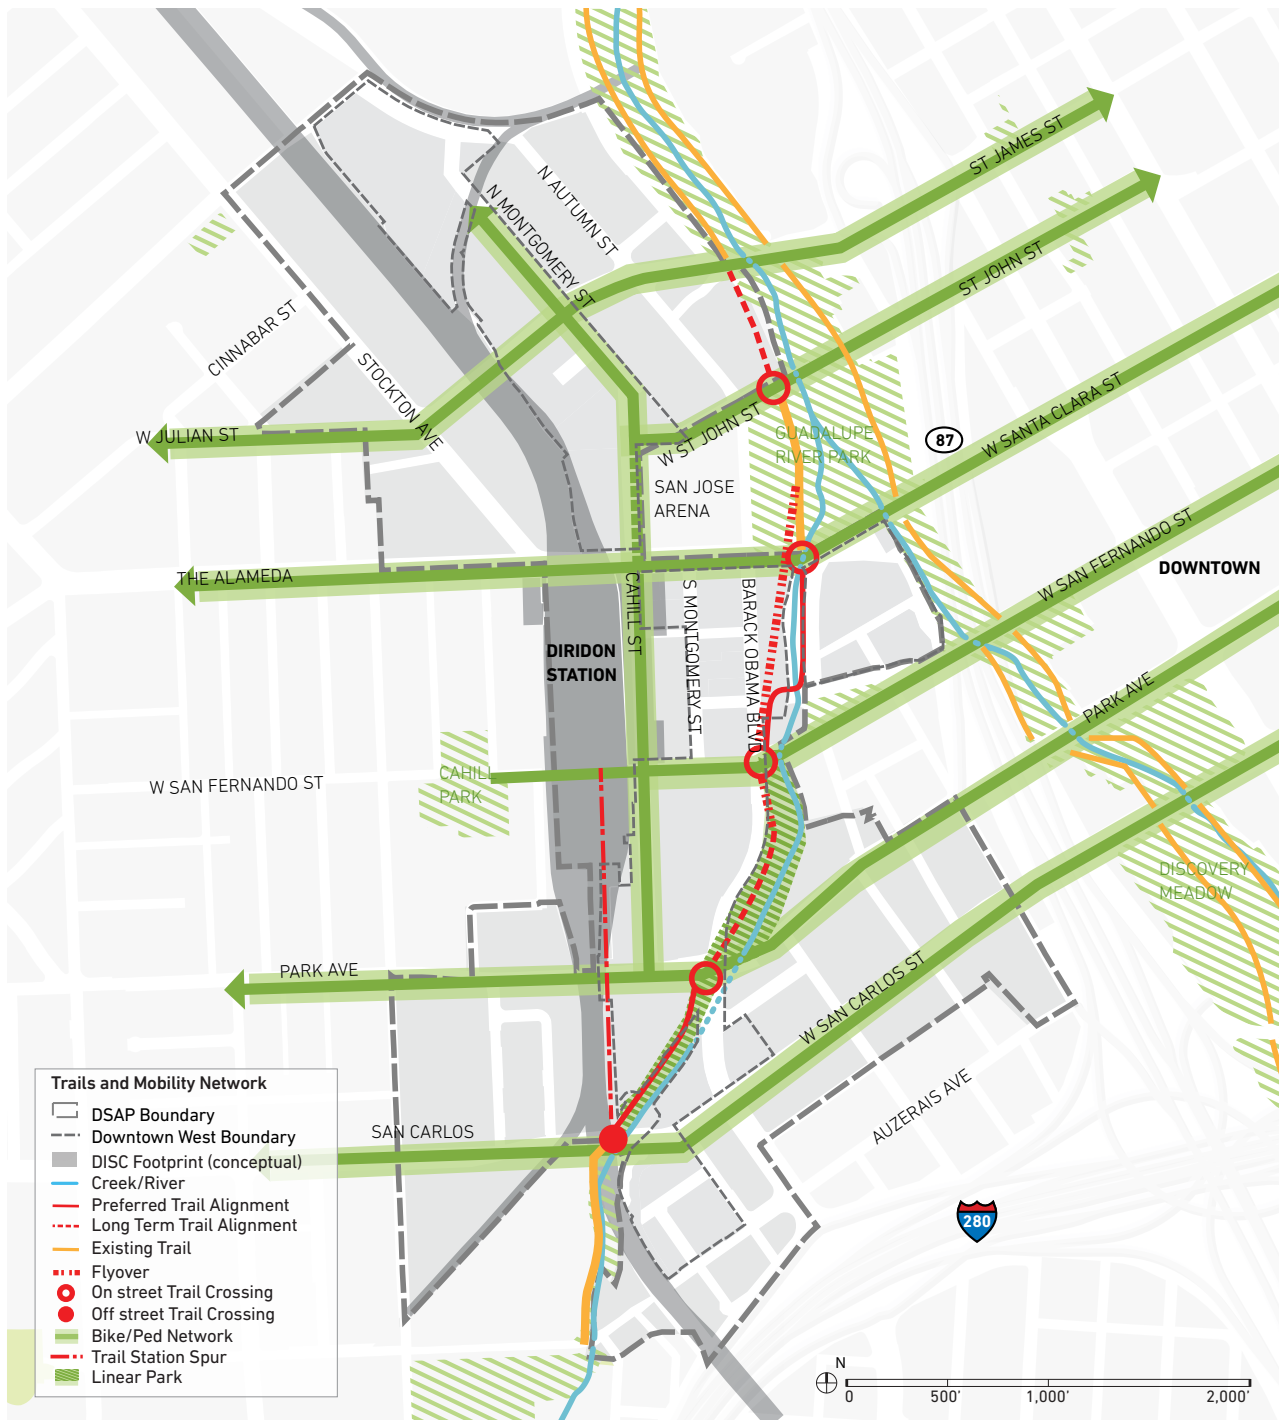 ST JAMES ST
N AUTUMN ST
N MONTGOMERY ST
ST JOHN ST
CINNABAR ST
STOCKTON AVE
W JULIAN ST
W ST JOHN ST
GUADALUPE
RIVER PARK
87
W SANTA CLARA ST
SAN JOSE
ARENA
W SAN FERNANDO ST
DOWNTOWN
THE ALAMEDA
CAHILL ST
S MONTGOMERY ST
BARACK OBAMA BLVD
DIRIDON
STATION
PARK AVE
CAHILL
PARK
W SAN FERNANDO ST
DISCOVERY
MEADOW
PARK AVE
W SAN CARLOS ST
AUZERAIS AVE
SAN CARLOS
280
Trails and Mobility Network
DSAP Boundary
Downtown West Boundary
DISC Footprint (conceptual)
Creek/River
Preferred Trail Alignment
Long Term Trail Alignment
Existing Trail
Flyover
On street Trail Crossing
Off street Trail Crossing
Bike/Ped Network
Trail Station Spur
Linear Park
N
0 500' 1,000' 2,000'